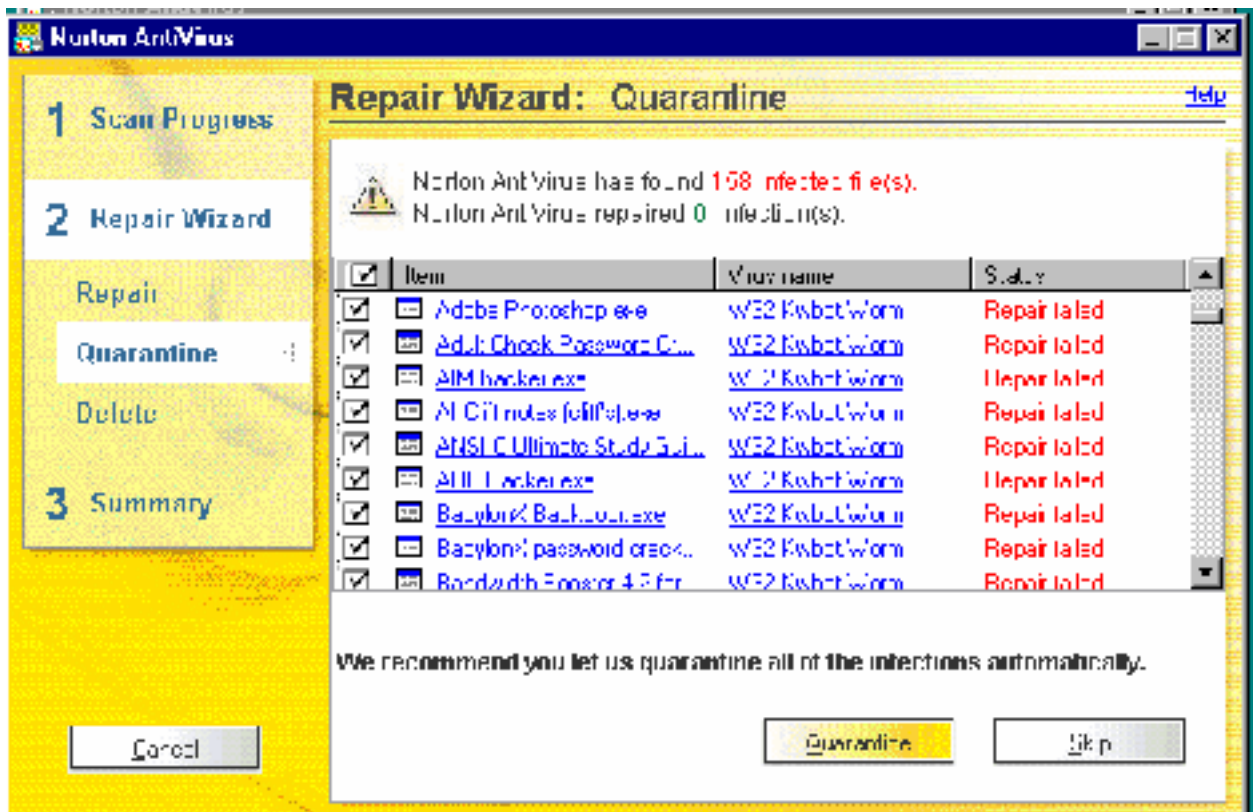 Norton AntiVirus
1 Scan Progress
2 Repair Wizard
Repair
Quarantine
Delete
3 Summary
Cancel
Repair Wizard: Quarantine
Help
Norton AntiVirus has found 158 infected file(s).
Norton AntiVirus repaired 0 infection(s).
Item Virus name Status
Adobe Photoshop.exe W32.Kwbot.Worm Repair failed
Adult Check Password Cr... W32.Kwbot.Worm Repair failed
AIM hacker.exe W32.Kwbot.Worm Repair failed
notes W32.Kwbot.Worm Repair failed
ANSI C Ultimate Study Gui... W32.Kwbot.Worm Repair failed
W32.Kwbot.Worm Repair failed
BabylonX W32.Kwbot.Worm Repair failed
BabylonX password crack... W32.Kwbot.Worm Repair failed
Bandwidth Booster for W32.Kwbot.Worm Repair failed
We recommend you let us quarantine all of the infections automatically.
Quarantine
Skip